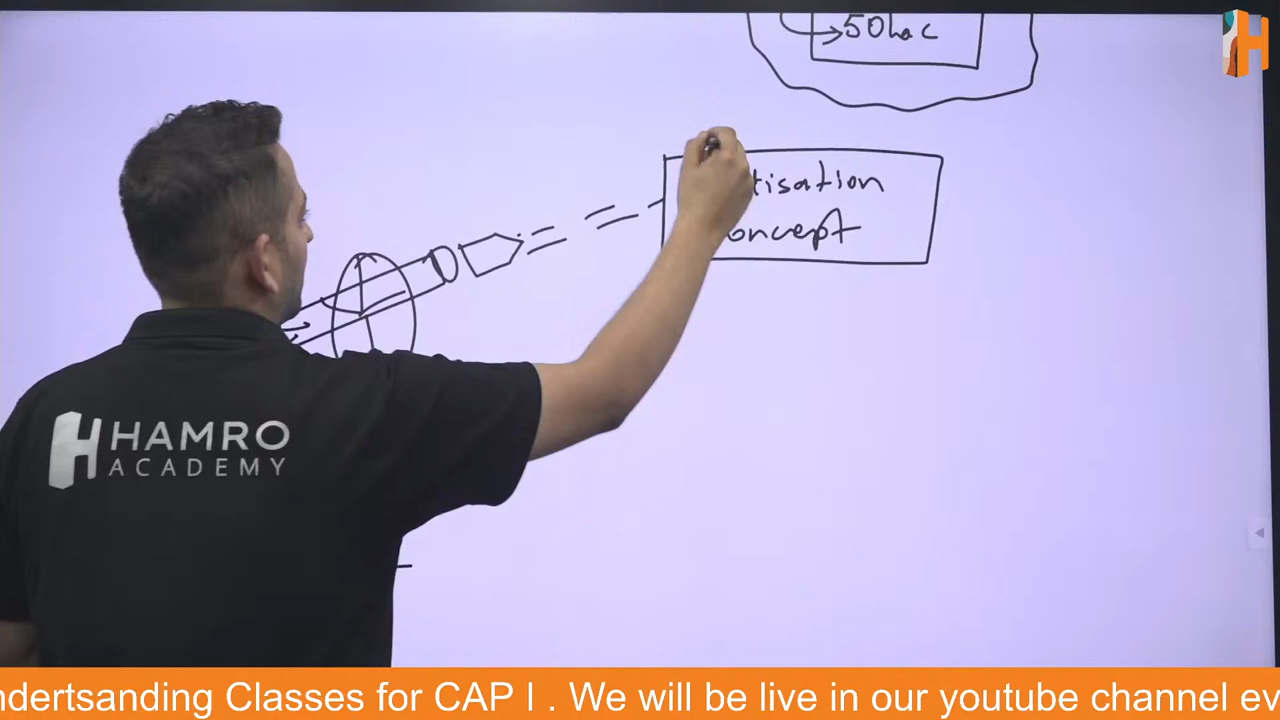 50lac
tisation
oncept
HAMRO
ACADEMY
ndertsanding Classes for CAP I . We will be live in our youtube channel ev